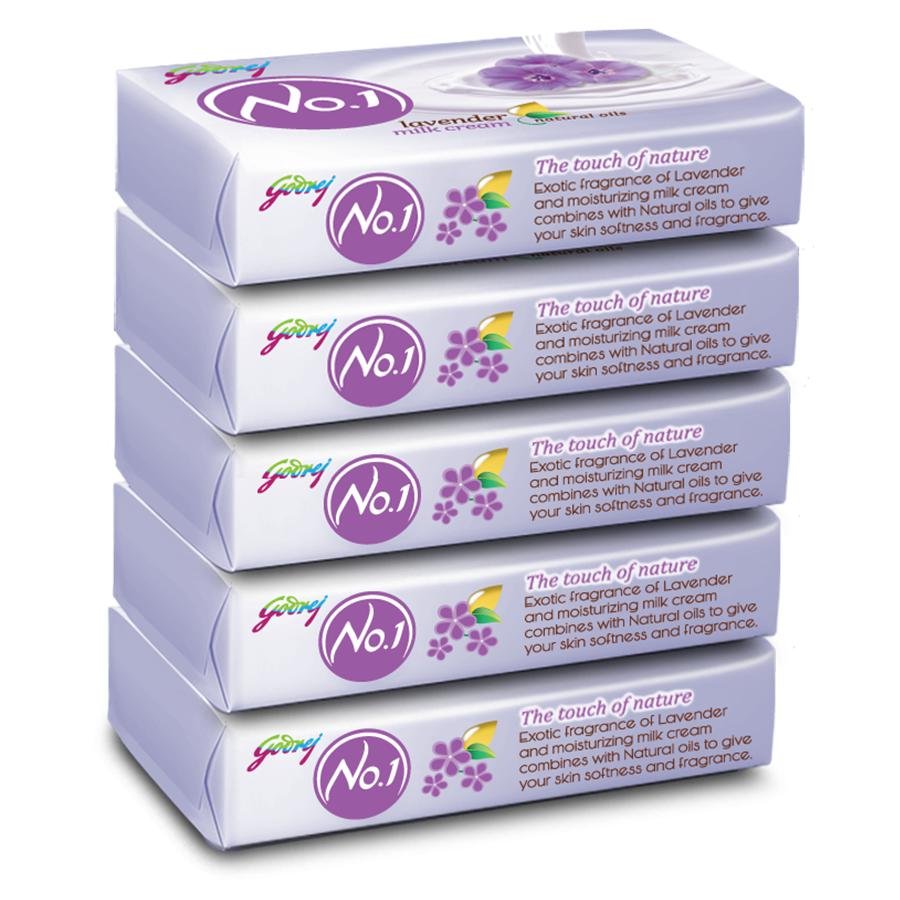 Godrej
No.1
lavender
milk cream
natural oils
Godrej
No.1
The touch of nature
Exotic fragrance of Lavender
and moisturizing milk cream
combines with Natural oils to give
your skin softness and fragrance.
natural oils
Godrej
No.1
The touch of nature
Exotic fragrance of Lavender
and moisturizing milk cream
combines with Natural oils to give
your skin softness and fragrance.
Godrej
No.1
The touch of nature
Exotic fragrance of Lavender
and moisturizing milk cream
combines with Natural oils to give
your skin softness and fragrance.
Godrej
No.1
The touch of nature
Exotic fragrance of Lavender
and moisturizing milk cream
combines with Natural oils to give
your skin softness and fragrance.
Godrej
No.1
The touch of nature
Exotic fragrance of Lavender
and moisturizing milk cream
combines with Natural oils to give
your skin softness and fragrance.